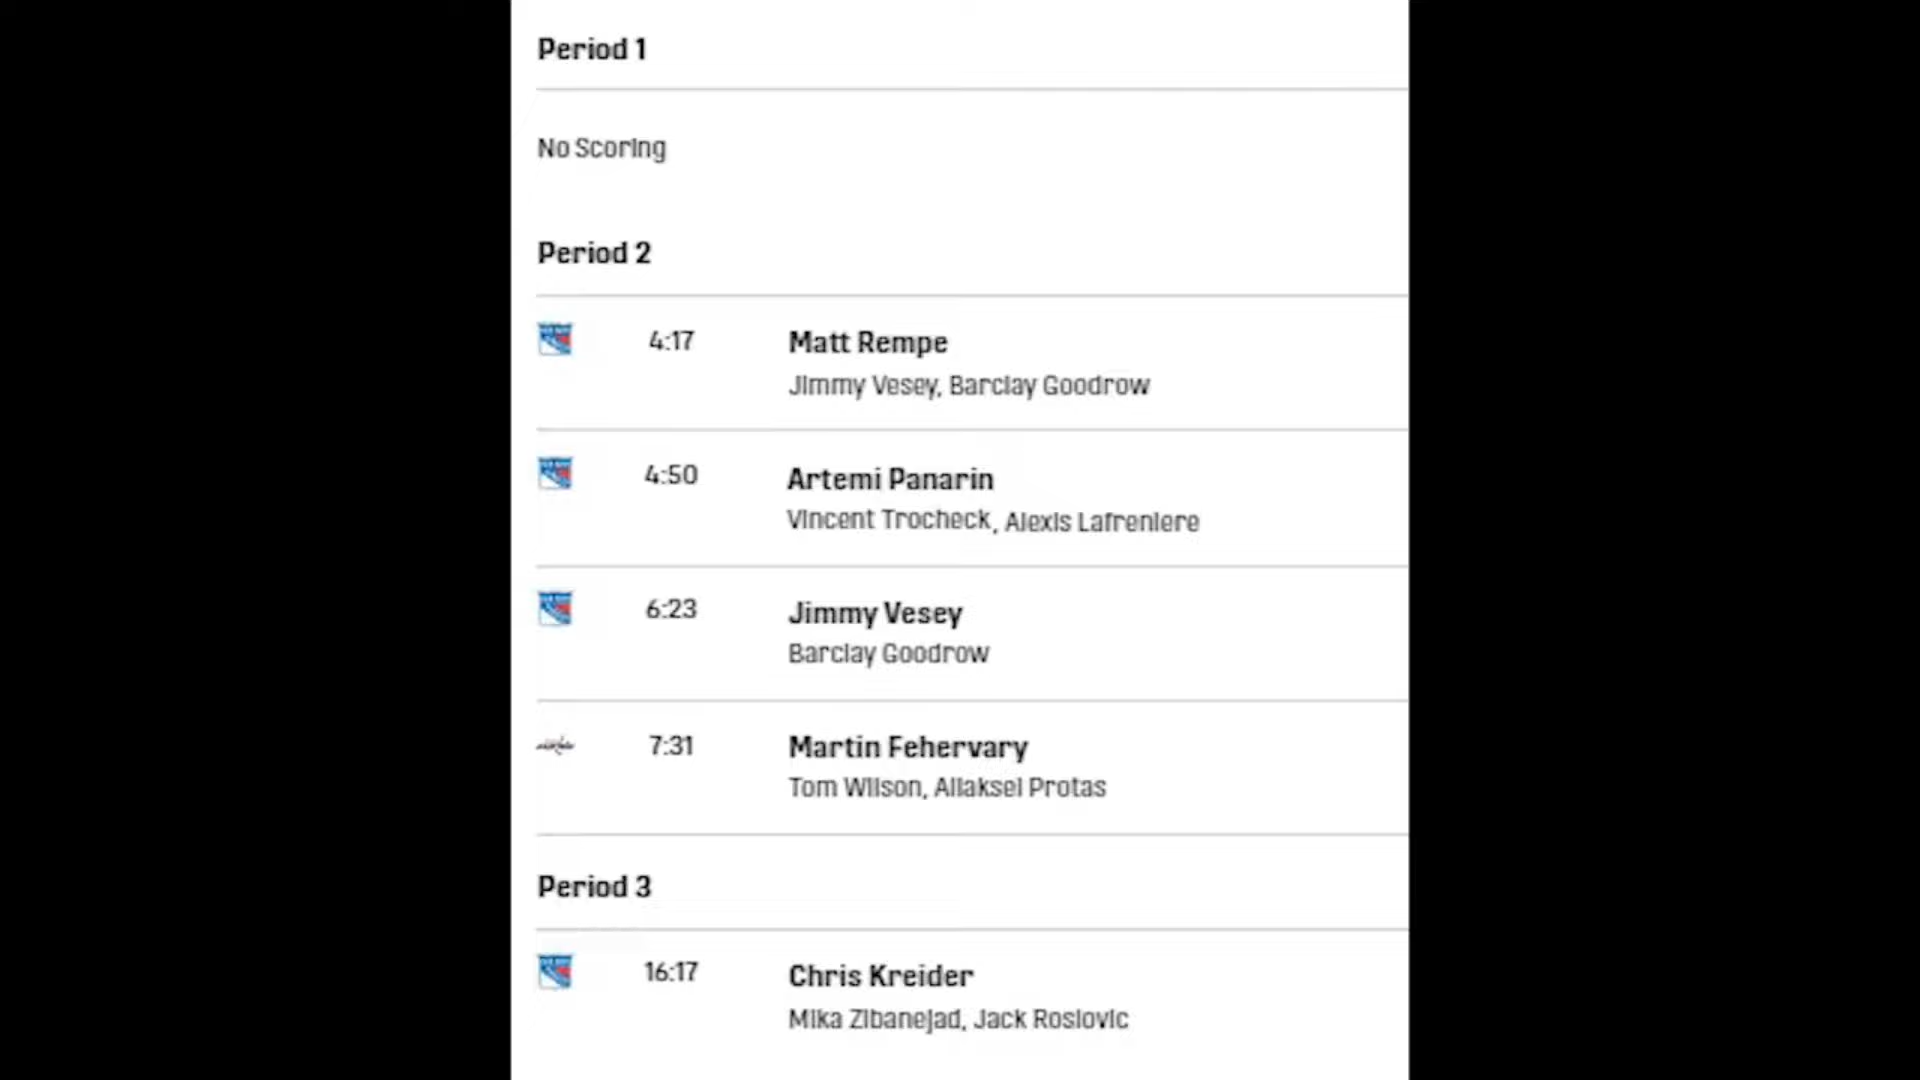 Period 1
No Scoring
Period 2
4:17 Matt Rempe
Jimmy Vesey, Barclay Goodrow
4:50 Artemi Panarin
Vincent Trocheck, Alexis Lafreniere
6:23 Jimmy Vesey
Barclay Goodrow
7:31 Martin Fehervary
Tom Wilson, Aliaksei Protas
Period 3
16:17 Chris Kreider
Mika Zibanejad, Jack Roslovic